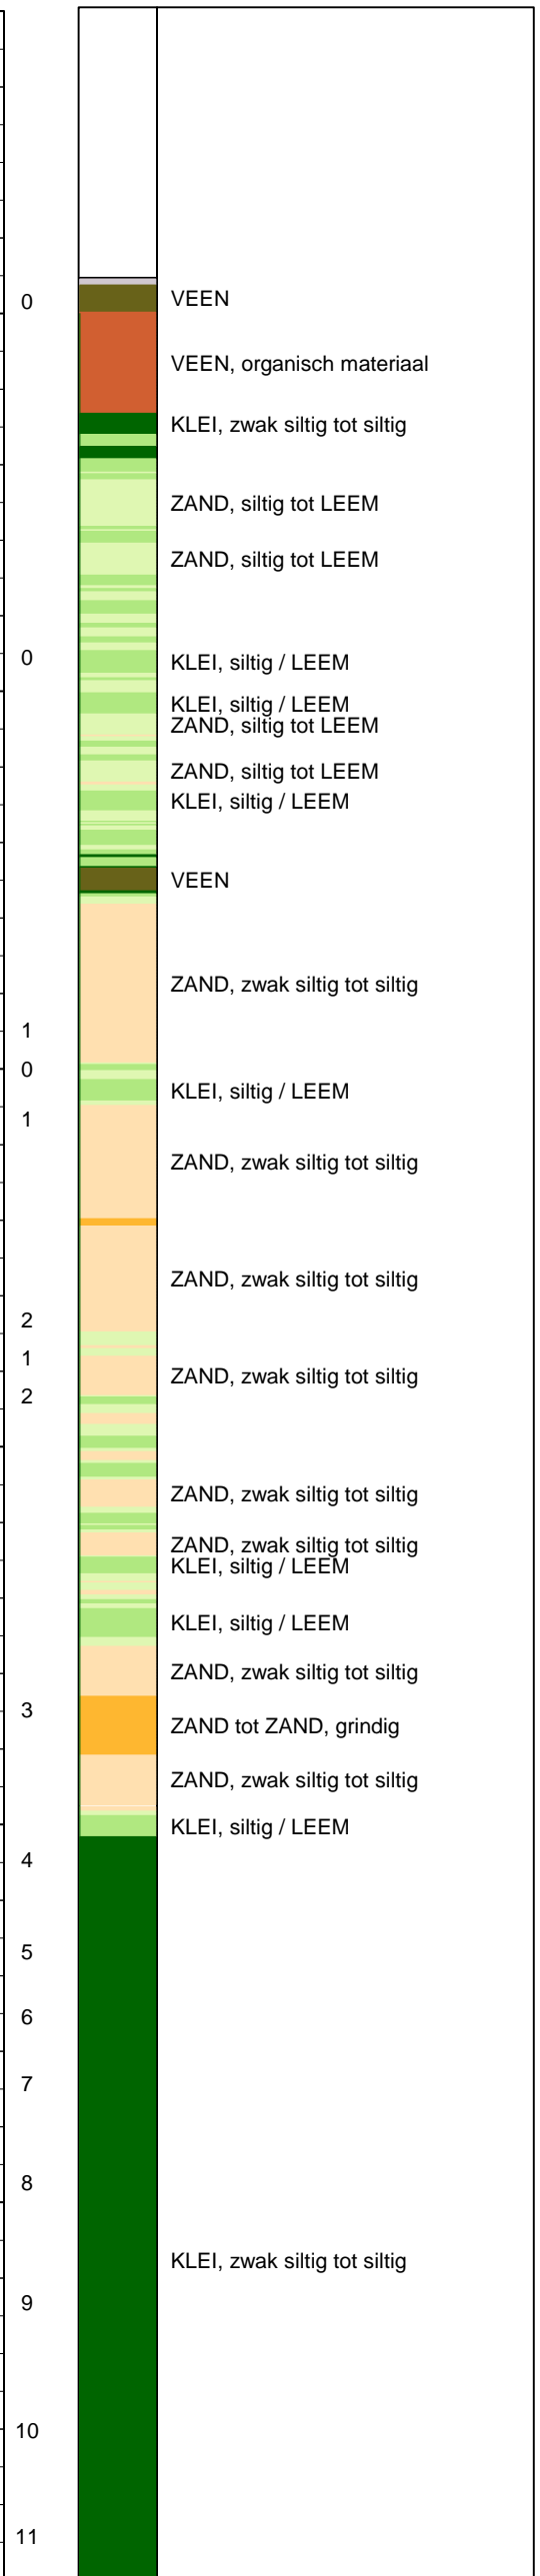 0
VEEN
VEEN, organisch materiaal
KLEI, zwak siltig tot siltig
ZAND, siltig tot LEEM
ZAND, siltig tot LEEM
0
KLEI, siltig / LEEM
KLEI, siltig / LEEM
ZAND, siltig tot LEEM
ZAND, siltig tot LEEM
KLEI, siltig / LEEM
VEEN
ZAND, zwak siltig tot siltig
1
0
KLEI, siltig / LEEM
1
ZAND, zwak siltig tot siltig
ZAND, zwak siltig tot siltig
2
1
ZAND, zwak siltig tot siltig
2
ZAND, zwak siltig tot siltig
ZAND, zwak siltig tot siltig
KLEI, siltig / LEEM
KLEI, siltig / LEEM
ZAND, zwak siltig tot siltig
3
ZAND tot ZAND, grindig
ZAND, zwak siltig tot siltig
KLEI, siltig / LEEM
4
5
6
7
8
KLEI, zwak siltig tot siltig
9
10
11